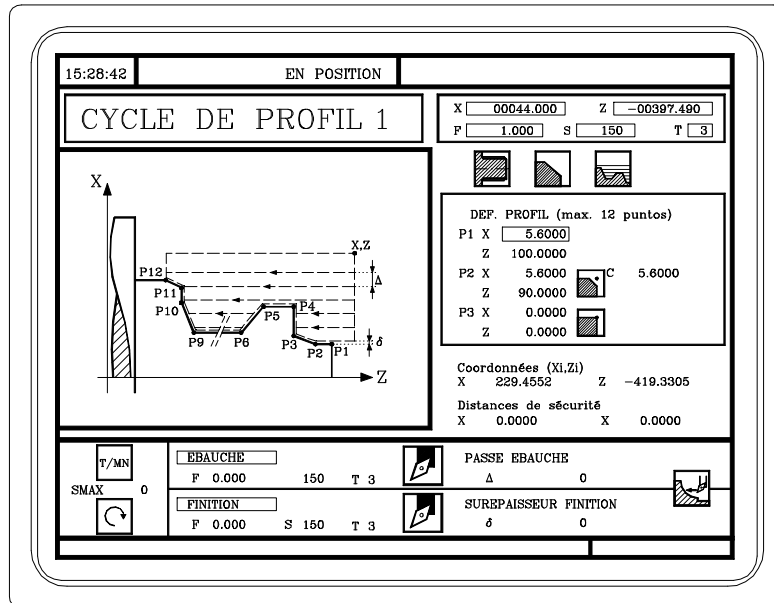 15:28:42 EN POSITION
CYCLE DE PROFIL 1
X 00044.000 Z -00397.490
F 1.000 S 150 T 3
X
X,Z
P12
Δ
P11
P10
P5 P4
P9 P6 P3 P2 P1 δ
Z
DEF. PROFIL (max. 12 puntos)
P1 X 5.6000
Z 100.0000
P2 X 5.6000 C 5.6000
Z 90.0000
P3 X 0.0000
Z 0.0000
Coordonnées (Xi,Zi)
X 229.4552 Z -419.3305
Distances de sécurité
X 0.0000 X 0.0000
T/MN
SMAX 0
EBAUCHE
F 0.000 150 T 3
PASSE EBAUCHE
Δ 0
FINITION
F 0.000 S 150 T 3
SUREPAISSEUR FINITION
δ 0